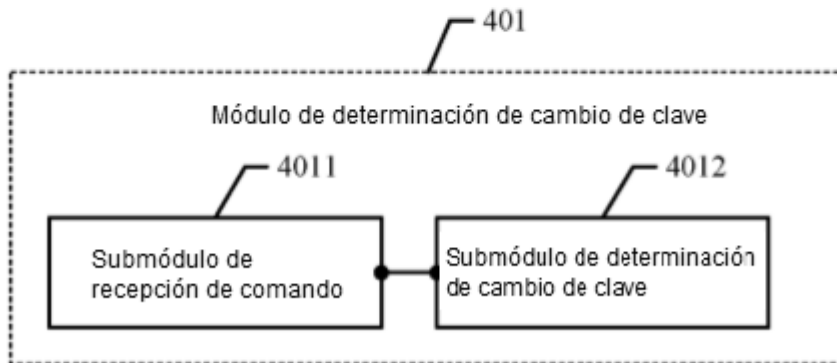 401
Módulo de determinación de cambio de clave
4011
4012
Submódulo de
recepción de comando
Submódulo de determinación
de cambio de clave